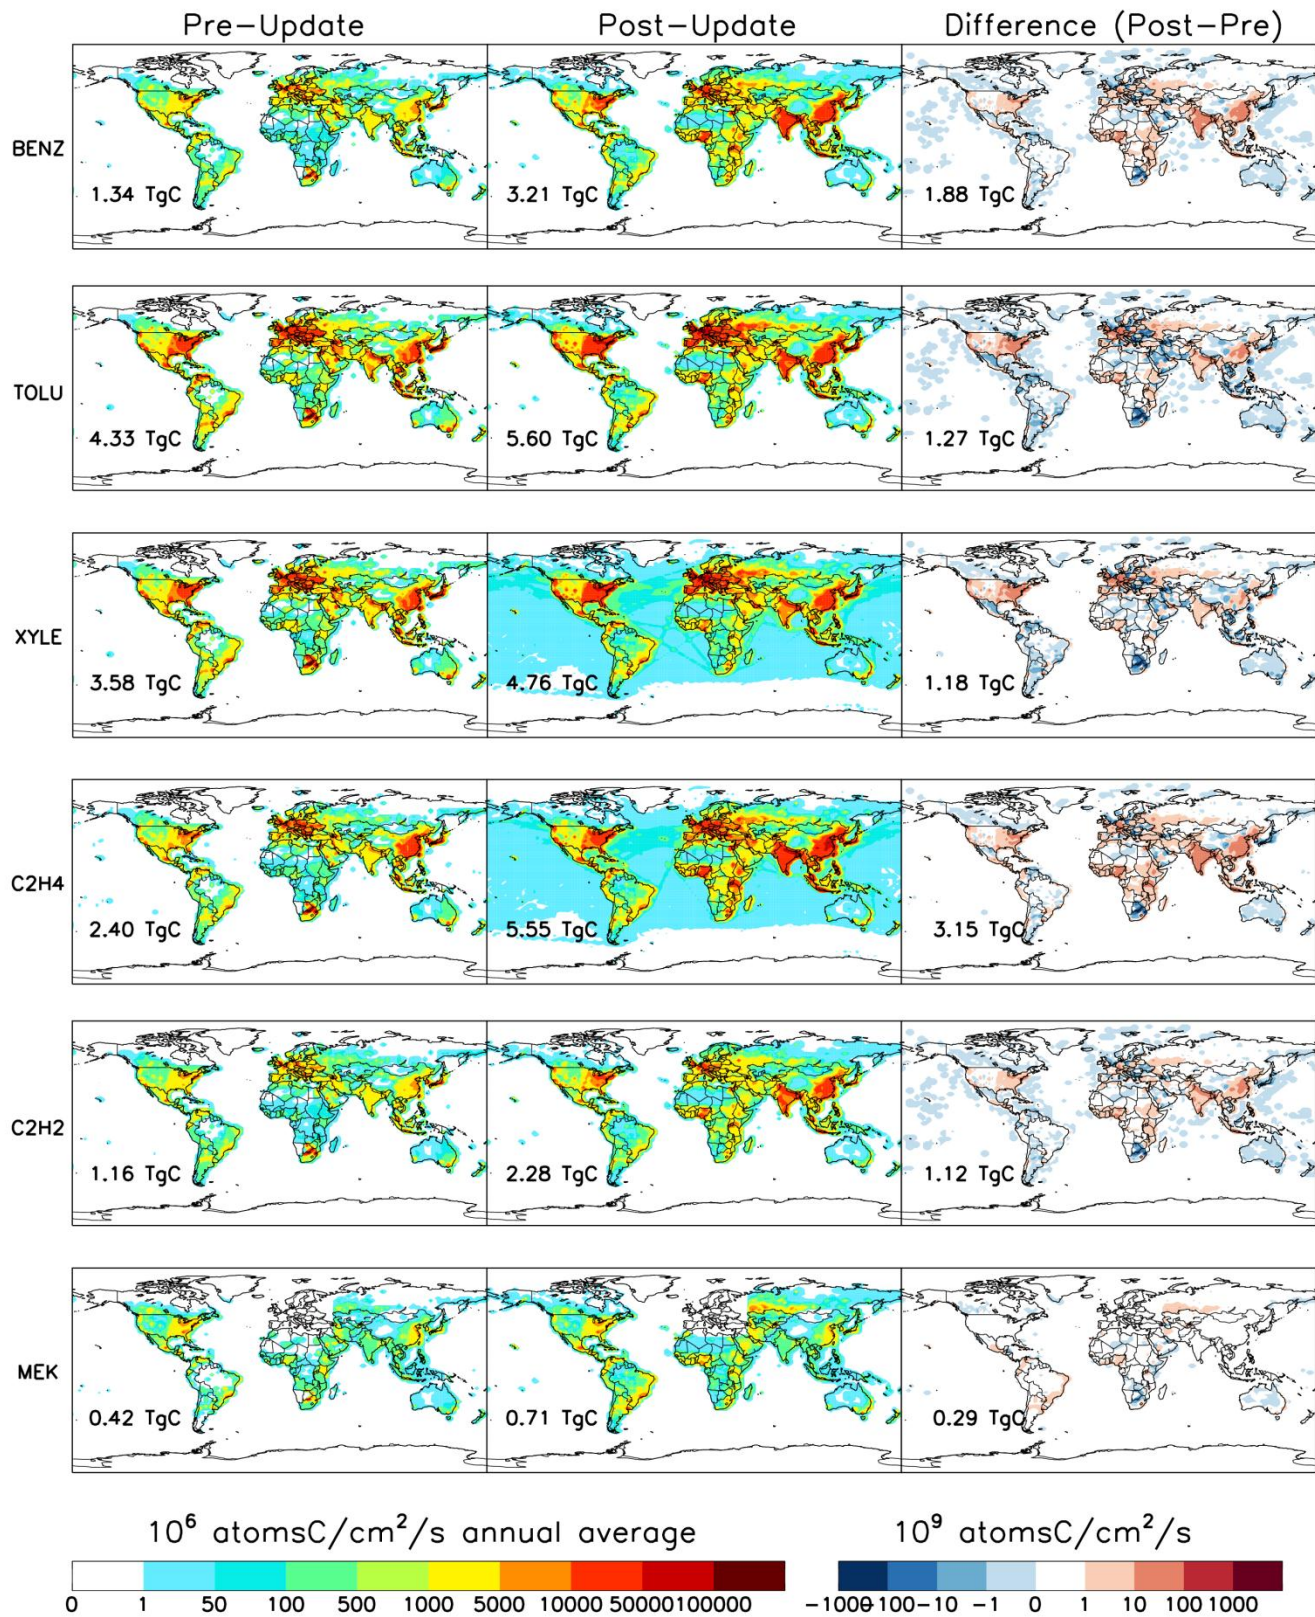 Pre-Update Post-Update Difference (Post-Pre)
BENZ 1.34 TgC 3.21 TgC 1.88 TgC
TOLU 4.33 TgC 5.60 TgC 1.27 TgC
XYLE 3.58 TgC 4.76 TgC 1.18 TgC
C2H4 2.40 TgC 5.55 TgC 3.15 TgC
C2H2 1.16 TgC 2.28 TgC 1.12 TgC
MEK 0.42 TgC 0.71 TgC 0.29 TgC
10⁶ atomsC/cm²/s annual average 10⁹ atomsC/cm²/s
0 1 50 100 500 1000 5000 10000 50000 100000 -1000 -100 -10 -1 0 1 10 100 1000